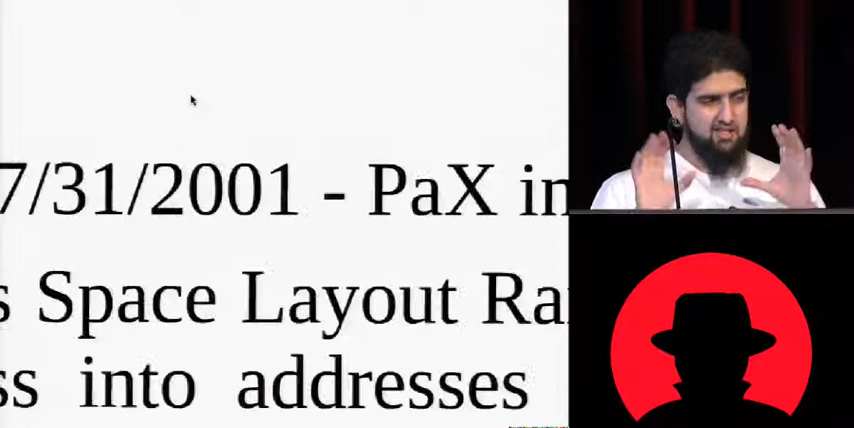 7/31/2001 - PaX in
s Space Layout Ra
ss into addresses